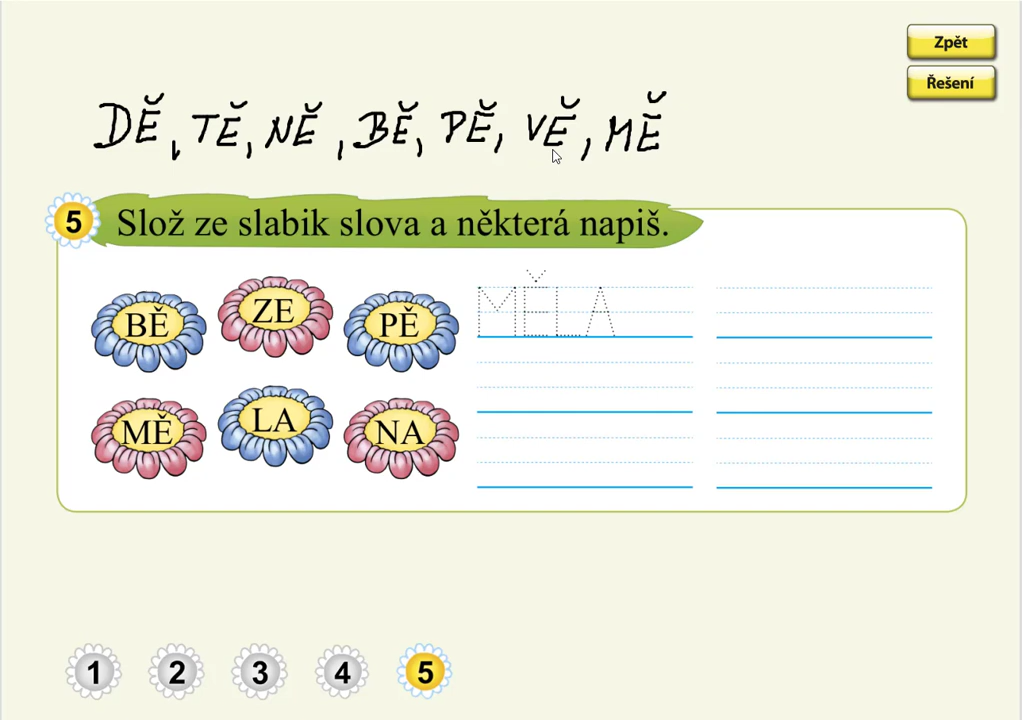 Zpět
Řešení
DĚ, TĚ, NĚ, BĚ, PĚ, VĚ, MĚ
5 Slož ze slabik slova a některá napiš.
BĚ ZE PĚ
MĚLA
MĚ LA NA
1 2 3 4 5